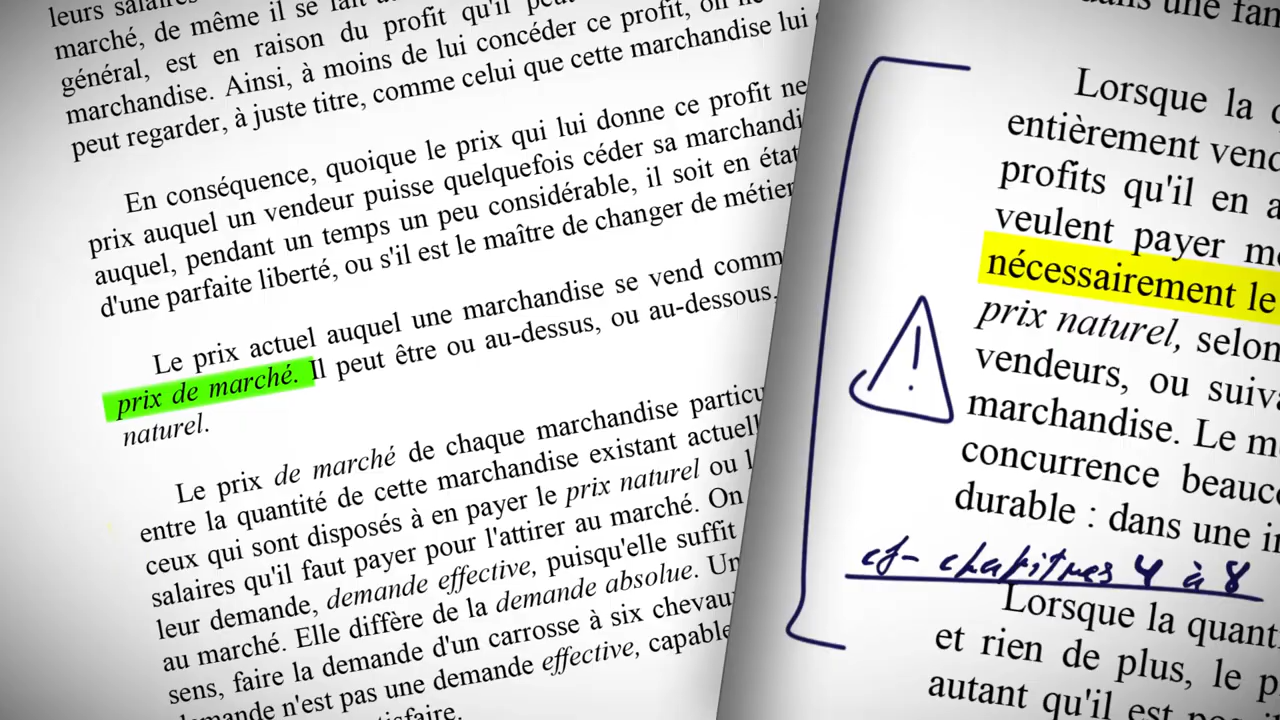 leurs salaires
marché, de même il se fait
général, est en raison du profit qu'il
marchandise. Ainsi, à moins de lui concéder ce profit, on ne
peut regarder, à juste titre, comme celui que cette marchandise lui
En conséquence, quoique le prix qui lui donne ce profit ne
prix auquel un vendeur puisse quelquefois céder sa marchandi
auquel, pendant un temps un peu considérable, il soit en état
d'une parfaite liberté, ou s'il est le maître de changer de métier
Le prix actuel auquel une marchandise se vend comm
prix de marché. Il peut être ou au-dessus, ou au-dessous,
naturel.
Le prix de marché de chaque marchandise particu
entre la quantité de cette marchandise existant actuell
ceux qui sont disposés à en payer le prix naturel ou l
salaires qu'il faut payer pour l'attirer au marché. On
leur demande, demande effective, puisqu'elle suffit
au marché. Elle diffère de la demande absolue. Un
sens, faire la demande d'un carrosse à six chevau
demande n'est pas une demande effective, capable
satisfaire.
dans une fam
Lorsque la
entièrement vend
profits qu'il en a
veulent payer mo
nécessairement le
prix naturel, selon
vendeurs, ou suiva
marchandise. Le m
concurrence beauco
durable : dans une in
cf- chapitres 4 à 8
Lorsque la quanti
et rien de plus, le p
autant qu'il est